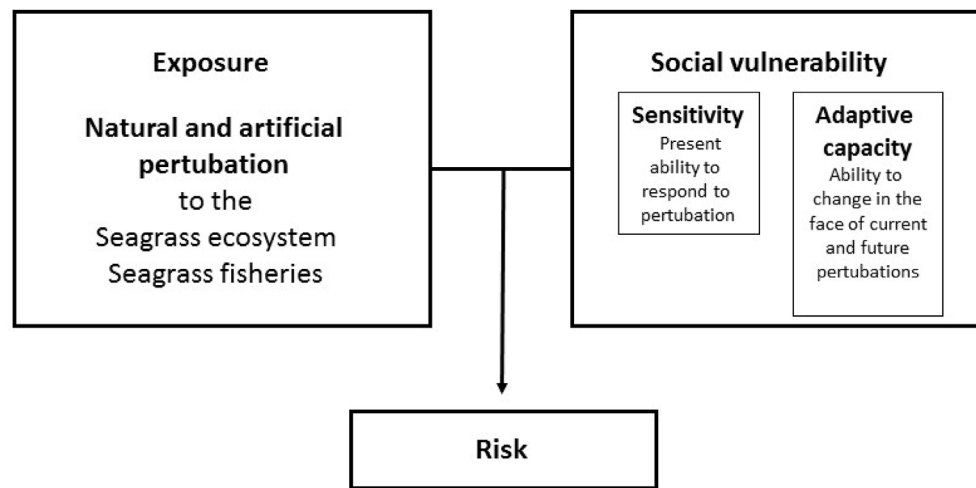 Exposure
Natural and artificial
pertubation
to the
Seagrass ecosystem
Seagrass fisheries
Social vulnerability
Sensitivity
Present
ability to
respond to
pertubation
Adaptive
capacity
Ability to
change in the
face of current
and future
pertubations
Risk